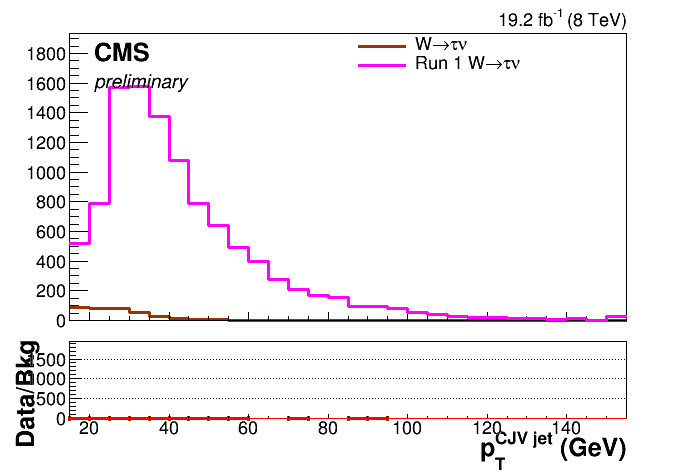 19.2 fb⁻¹ (8 TeV)
CMS
preliminary
W→τν
Run 1 W→τν
1800
1600
1400
1200
1000
800
600
400
200
0
Data/Bkg
1500
1000
500
0
20 40 60 80 100 120 140
p_T^CJV jet (GeV)